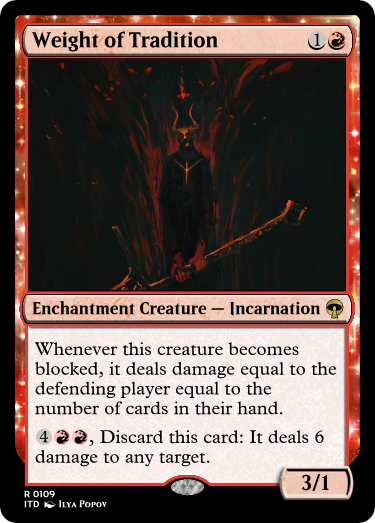 Weight of Tradition 1
Enchantment Creature — Incarnation
Whenever this creature becomes
blocked, it deals damage equal to the
defending player equal to the
number of cards in their hand.
4, Discard this card: It deals 6
damage to any target.
3/1
R 0109
ITD Ilya Popov